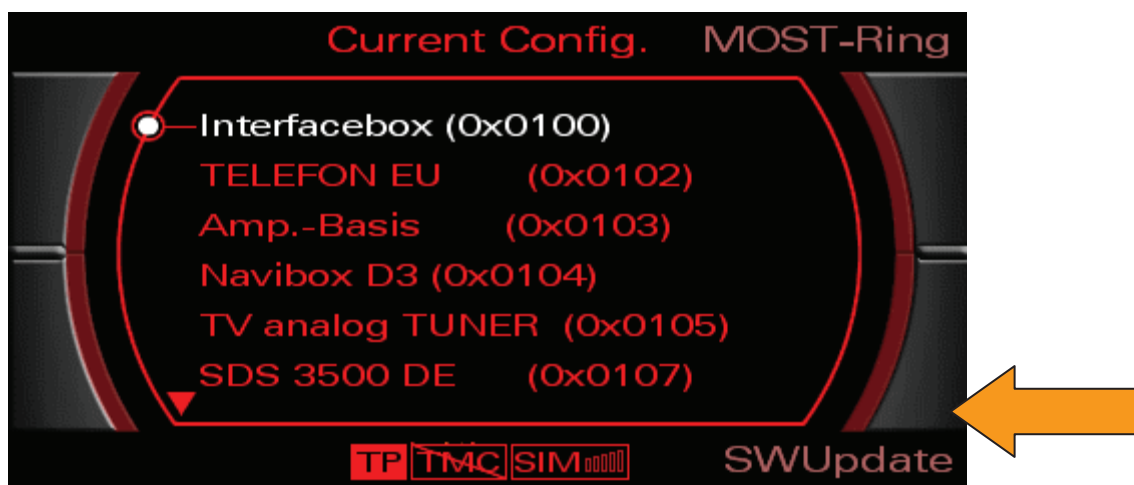 Current Config. MOST-Ring
Interfacebox (0x0100)
TELEFON EU (0x0102)
Amp.-Basis (0x0103)
Navibox D3 (0x0104)
TV analog TUNER (0x0105)
SDS 3500 DE (0x0107)
TP TMC SIM SWUpdate